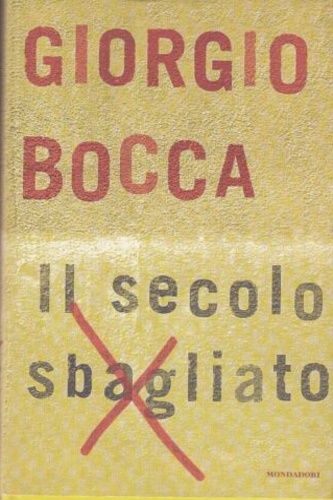 GIORGIO
BOCCA
Il secolo
sbagliato
MONDADORI